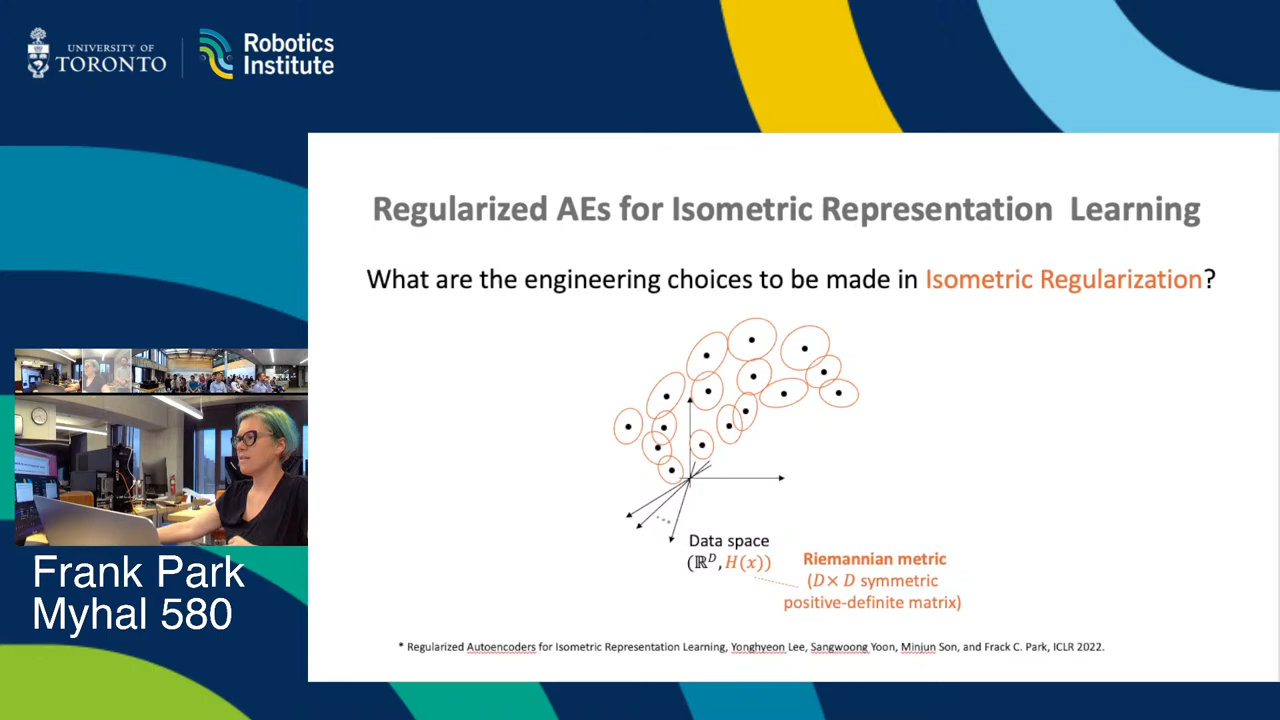 UNIVERSITY OF
TORONTO
Robotics
Institute
Regularized AEs for Isometric Representation Learning
What are the engineering choices to be made in Isometric Regularization?
Data space
(ℝᴰ, H(x))
Riemannian metric
(D× D symmetric
positive-definite matrix)
* Regularized Autoencoders for Isometric Representation Learning, Yonghyeon Lee, Sangwoong Yoon, Minjun Son, and Frack C. Park, ICLR 2022.
Frank Park
Myhal 580